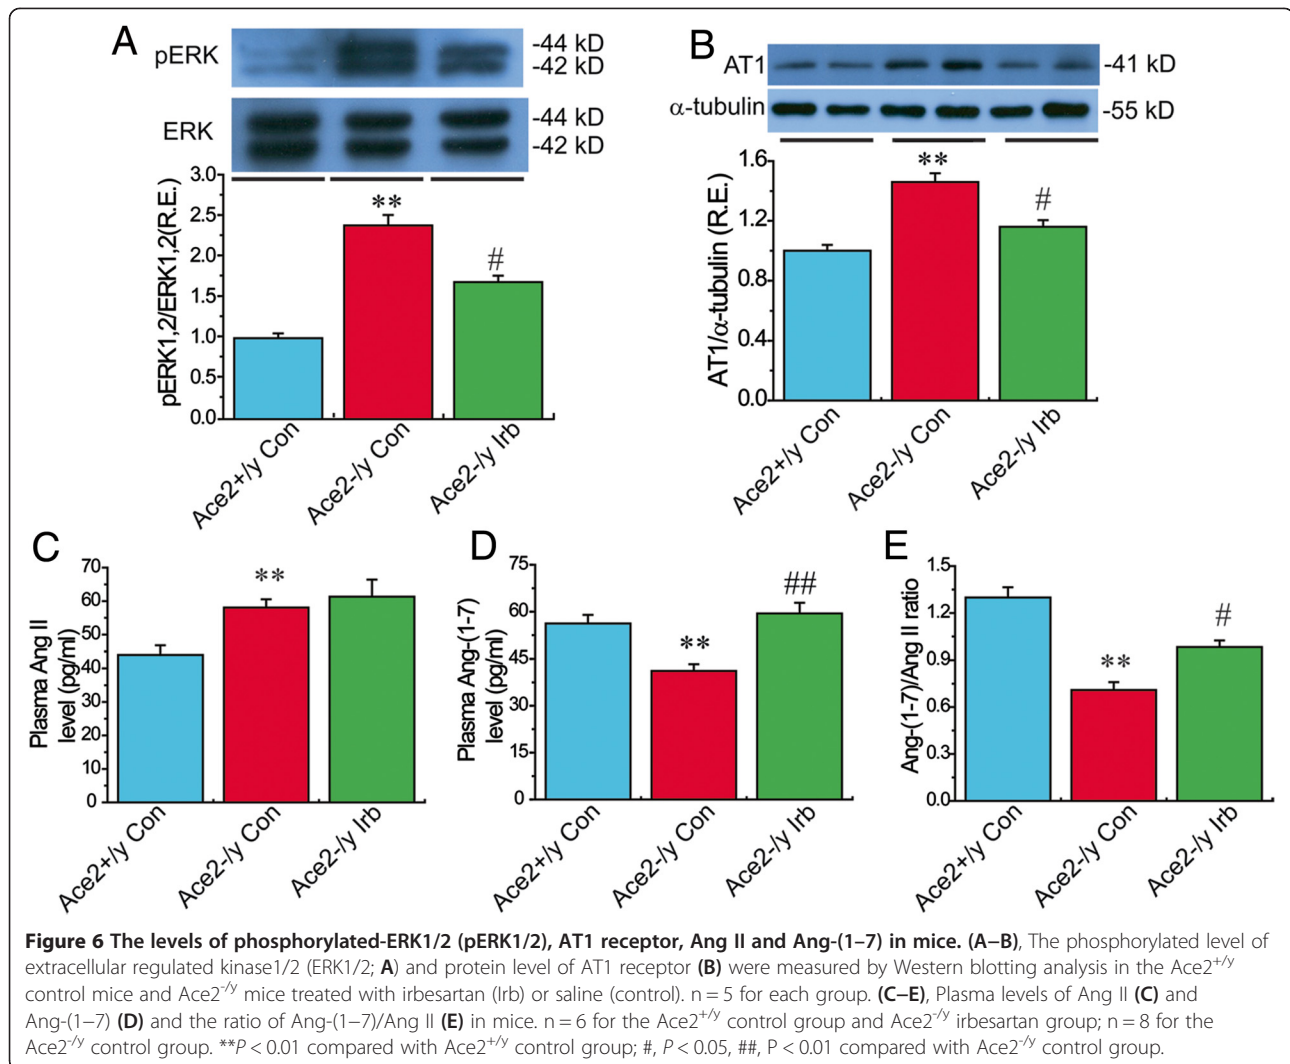 A
pERK
-44 kD
-42 kD
ERK
-44 kD
-42 kD
pERK1,2/ERK1,2(R.E.)
3.0
2.5
2.0
1.5
1.0
0.5
0.0
**
#
Ace2+/y Con
Ace2-/y Con
Ace2-/y Irb
B
AT1
-41 kD
α-tubulin
-55 kD
AT1/α-tubulin (R.E.)
1.6
1.2
0.8
0.4
0.0
**
#
Ace2+/y Con
Ace2-/y Con
Ace2-/y Irb
C
Plasma Ang II
level (pg/ml)
70
60
50
40
30
20
10
0
**
Ace2+/y Con
Ace2-/y Con
Ace2-/y Irb
D
Plasma Ang-(1-7)
level (pg/ml)
75
60
45
30
15
0
**
##
Ace2+/y Con
Ace2-/y Con
Ace2-/y Irb
E
Ang-(1-7)/Ang II ratio
1.5
1.2
0.9
0.6
0.3
0.0
**
#
Ace2+/y Con
Ace2-/y Con
Ace2-/y Irb
Figure 6 The levels of phosphorylated-ERK1/2 (pERK1/2), AT1 receptor, Ang II and Ang-(1–7) in mice. (A–B), The phosphorylated level of
extracellular regulated kinase1/2 (ERK1/2; A) and protein level of AT1 receptor (B) were measured by Western blotting analysis in the Ace2+/y
control mice and Ace2-/y mice treated with irbesartan (Irb) or saline (control). n = 5 for each group. (C–E), Plasma levels of Ang II (C) and
Ang-(1–7) (D) and the ratio of Ang-(1–7)/Ang II (E) in mice. n = 6 for the Ace2+/y control group and Ace2-/y irbesartan group; n = 8 for the
Ace2-/y control group. **P < 0.01 compared with Ace2+/y control group; #, P < 0.05, ##, P < 0.01 compared with Ace2-/y control group.